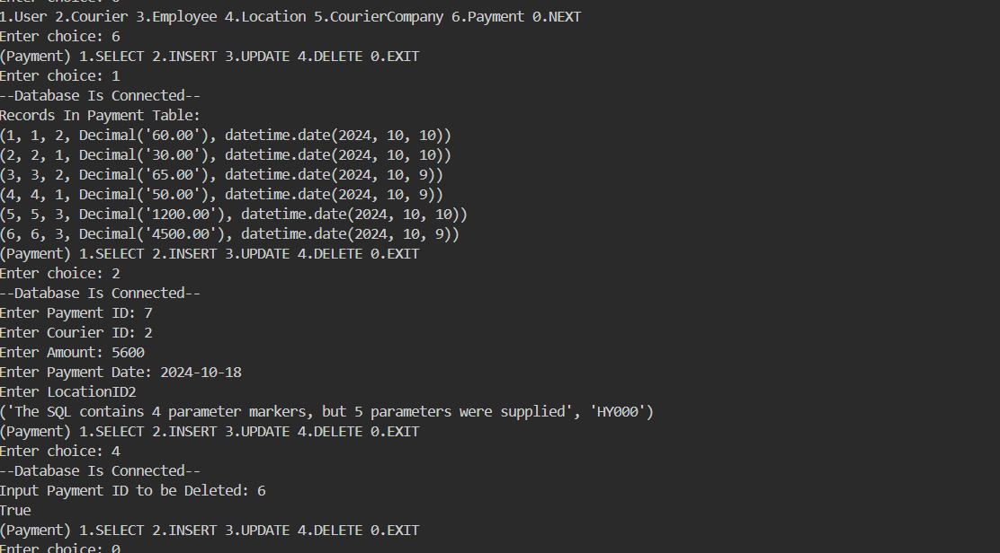 Enter choice: 6
1.User 2.Courier 3.Employee 4.Location 5.CourierCompany 6.Payment 0.NEXT
Enter choice: 6
(Payment) 1.SELECT 2.INSERT 3.UPDATE 4.DELETE 0.EXIT
Enter choice: 1
--Database Is Connected--
Records In Payment Table:
(1, 1, 2, Decimal('60.00'), datetime.date(2024, 10, 10))
(2, 2, 1, Decimal('30.00'), datetime.date(2024, 10, 10))
(3, 3, 2, Decimal('65.00'), datetime.date(2024, 10, 9))
(4, 4, 1, Decimal('50.00'), datetime.date(2024, 10, 9))
(5, 5, 3, Decimal('1200.00'), datetime.date(2024, 10, 10))
(6, 6, 3, Decimal('4500.00'), datetime.date(2024, 10, 9))
(Payment) 1.SELECT 2.INSERT 3.UPDATE 4.DELETE 0.EXIT
Enter choice: 2
--Database Is Connected--
Enter Payment ID: 7
Enter Courier ID: 2
Enter Amount: 5600
Enter Payment Date: 2024-10-18
Enter LocationID2
('The SQL contains 4 parameter markers, but 5 parameters were supplied', 'HY000')
(Payment) 1.SELECT 2.INSERT 3.UPDATE 4.DELETE 0.EXIT
Enter choice: 4
--Database Is Connected--
Input Payment ID to be Deleted: 6
True
(Payment) 1.SELECT 2.INSERT 3.UPDATE 4.DELETE 0.EXIT
Enter choice: 0